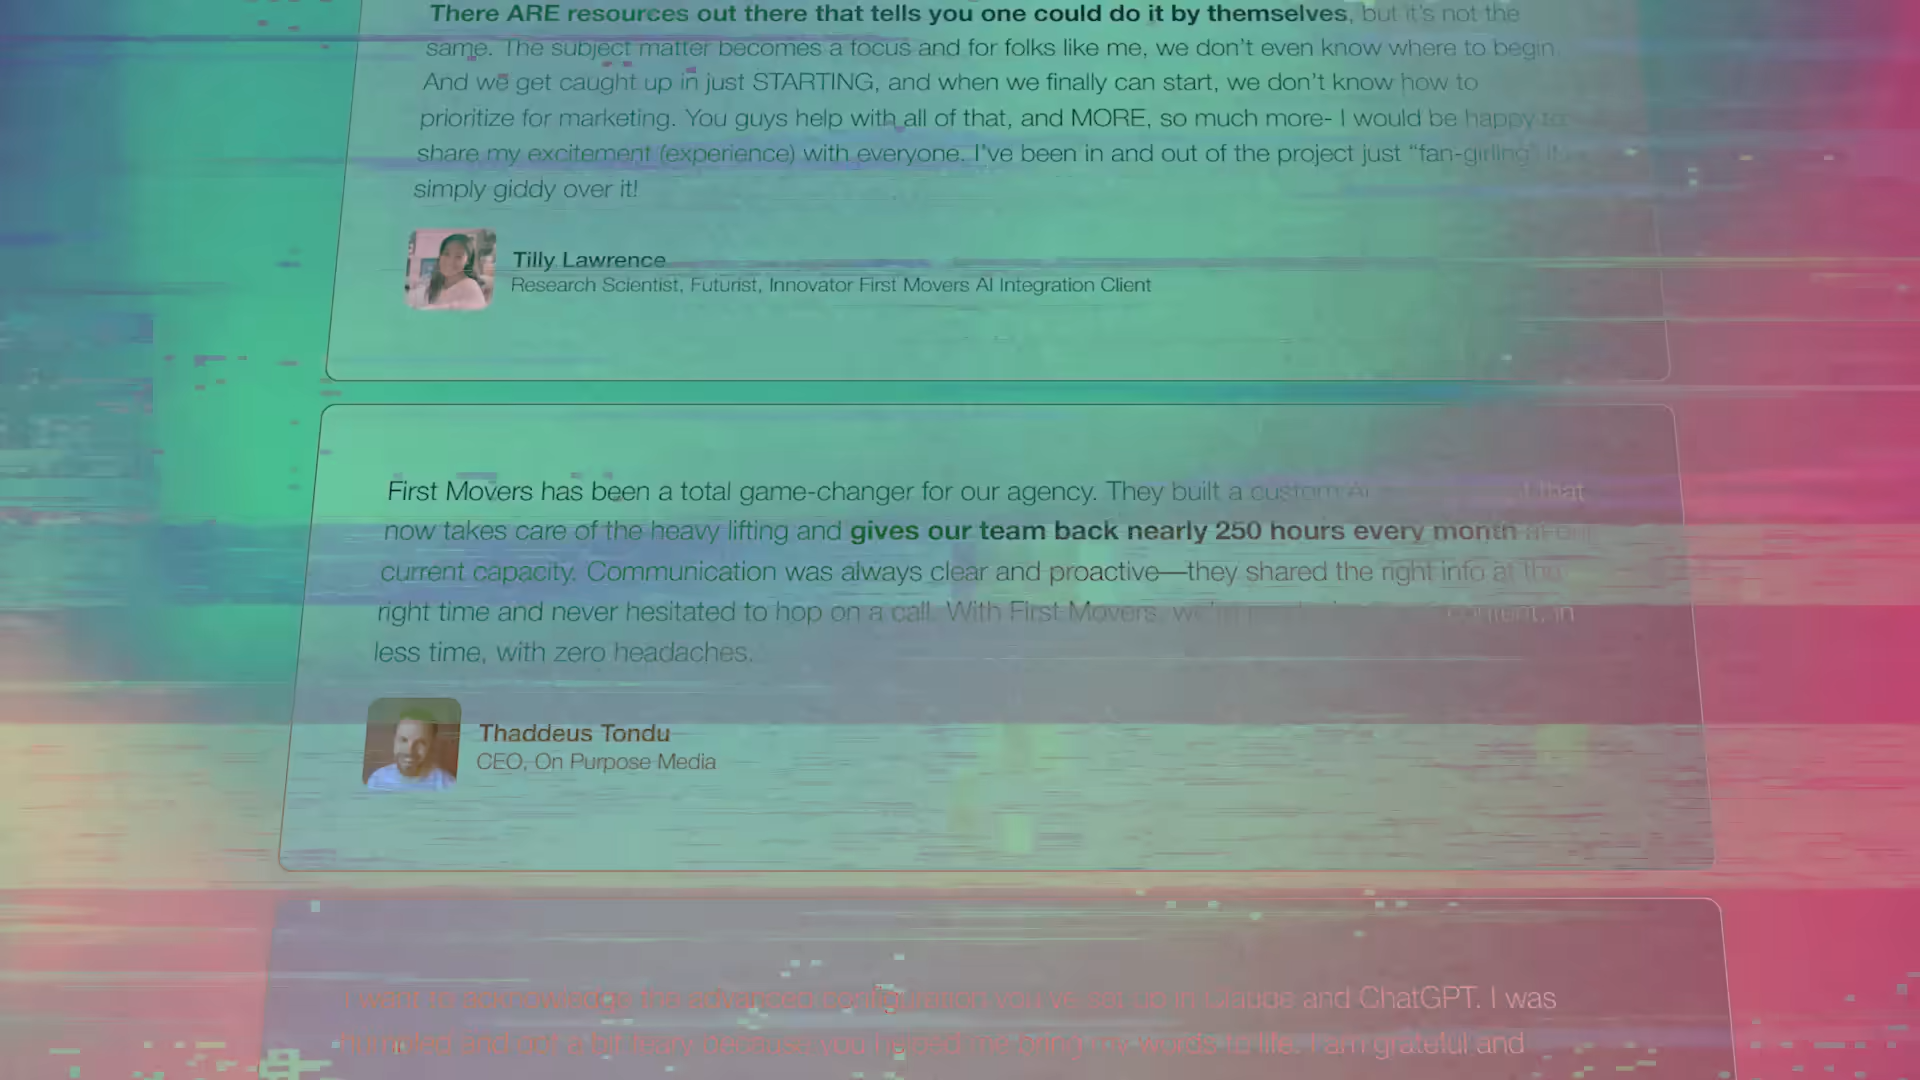 There ARE resources out there that tells you one could do it by themselves, but it's not the
same. The subject matter becomes a focus and for folks like me, we don't even know where to begin.
And we get caught up in just STARTING, and when we finally can start, we don't know how to
prioritize for marketing. You guys help with all of that, and MORE, so much more- I would be happy to
share my excitement (experience) with everyone. I've been in and out of the project just "fan-girling"
simply giddy over it!
Tilly Lawrence
Research Scientist, Futurist, Innovator First Movers AI Integration Client
First Movers has been a total game-changer for our agency. They built a custom AI that
now takes care of the heavy lifting and gives our team back nearly 250 hours every month
current capacity. Communication was always clear and proactive—they shared the right info at the
right time and never hesitated to hop on a call. With First Movers, content, in
less time, with zero headaches.
Thaddeus Tondu
CEO, On Purpose Media
I want to acknowledge the advanced configuration you've set up in Claude and ChatGPT. I was
humbled and got a bit teary because you helped me bring my words to life. I am grateful and